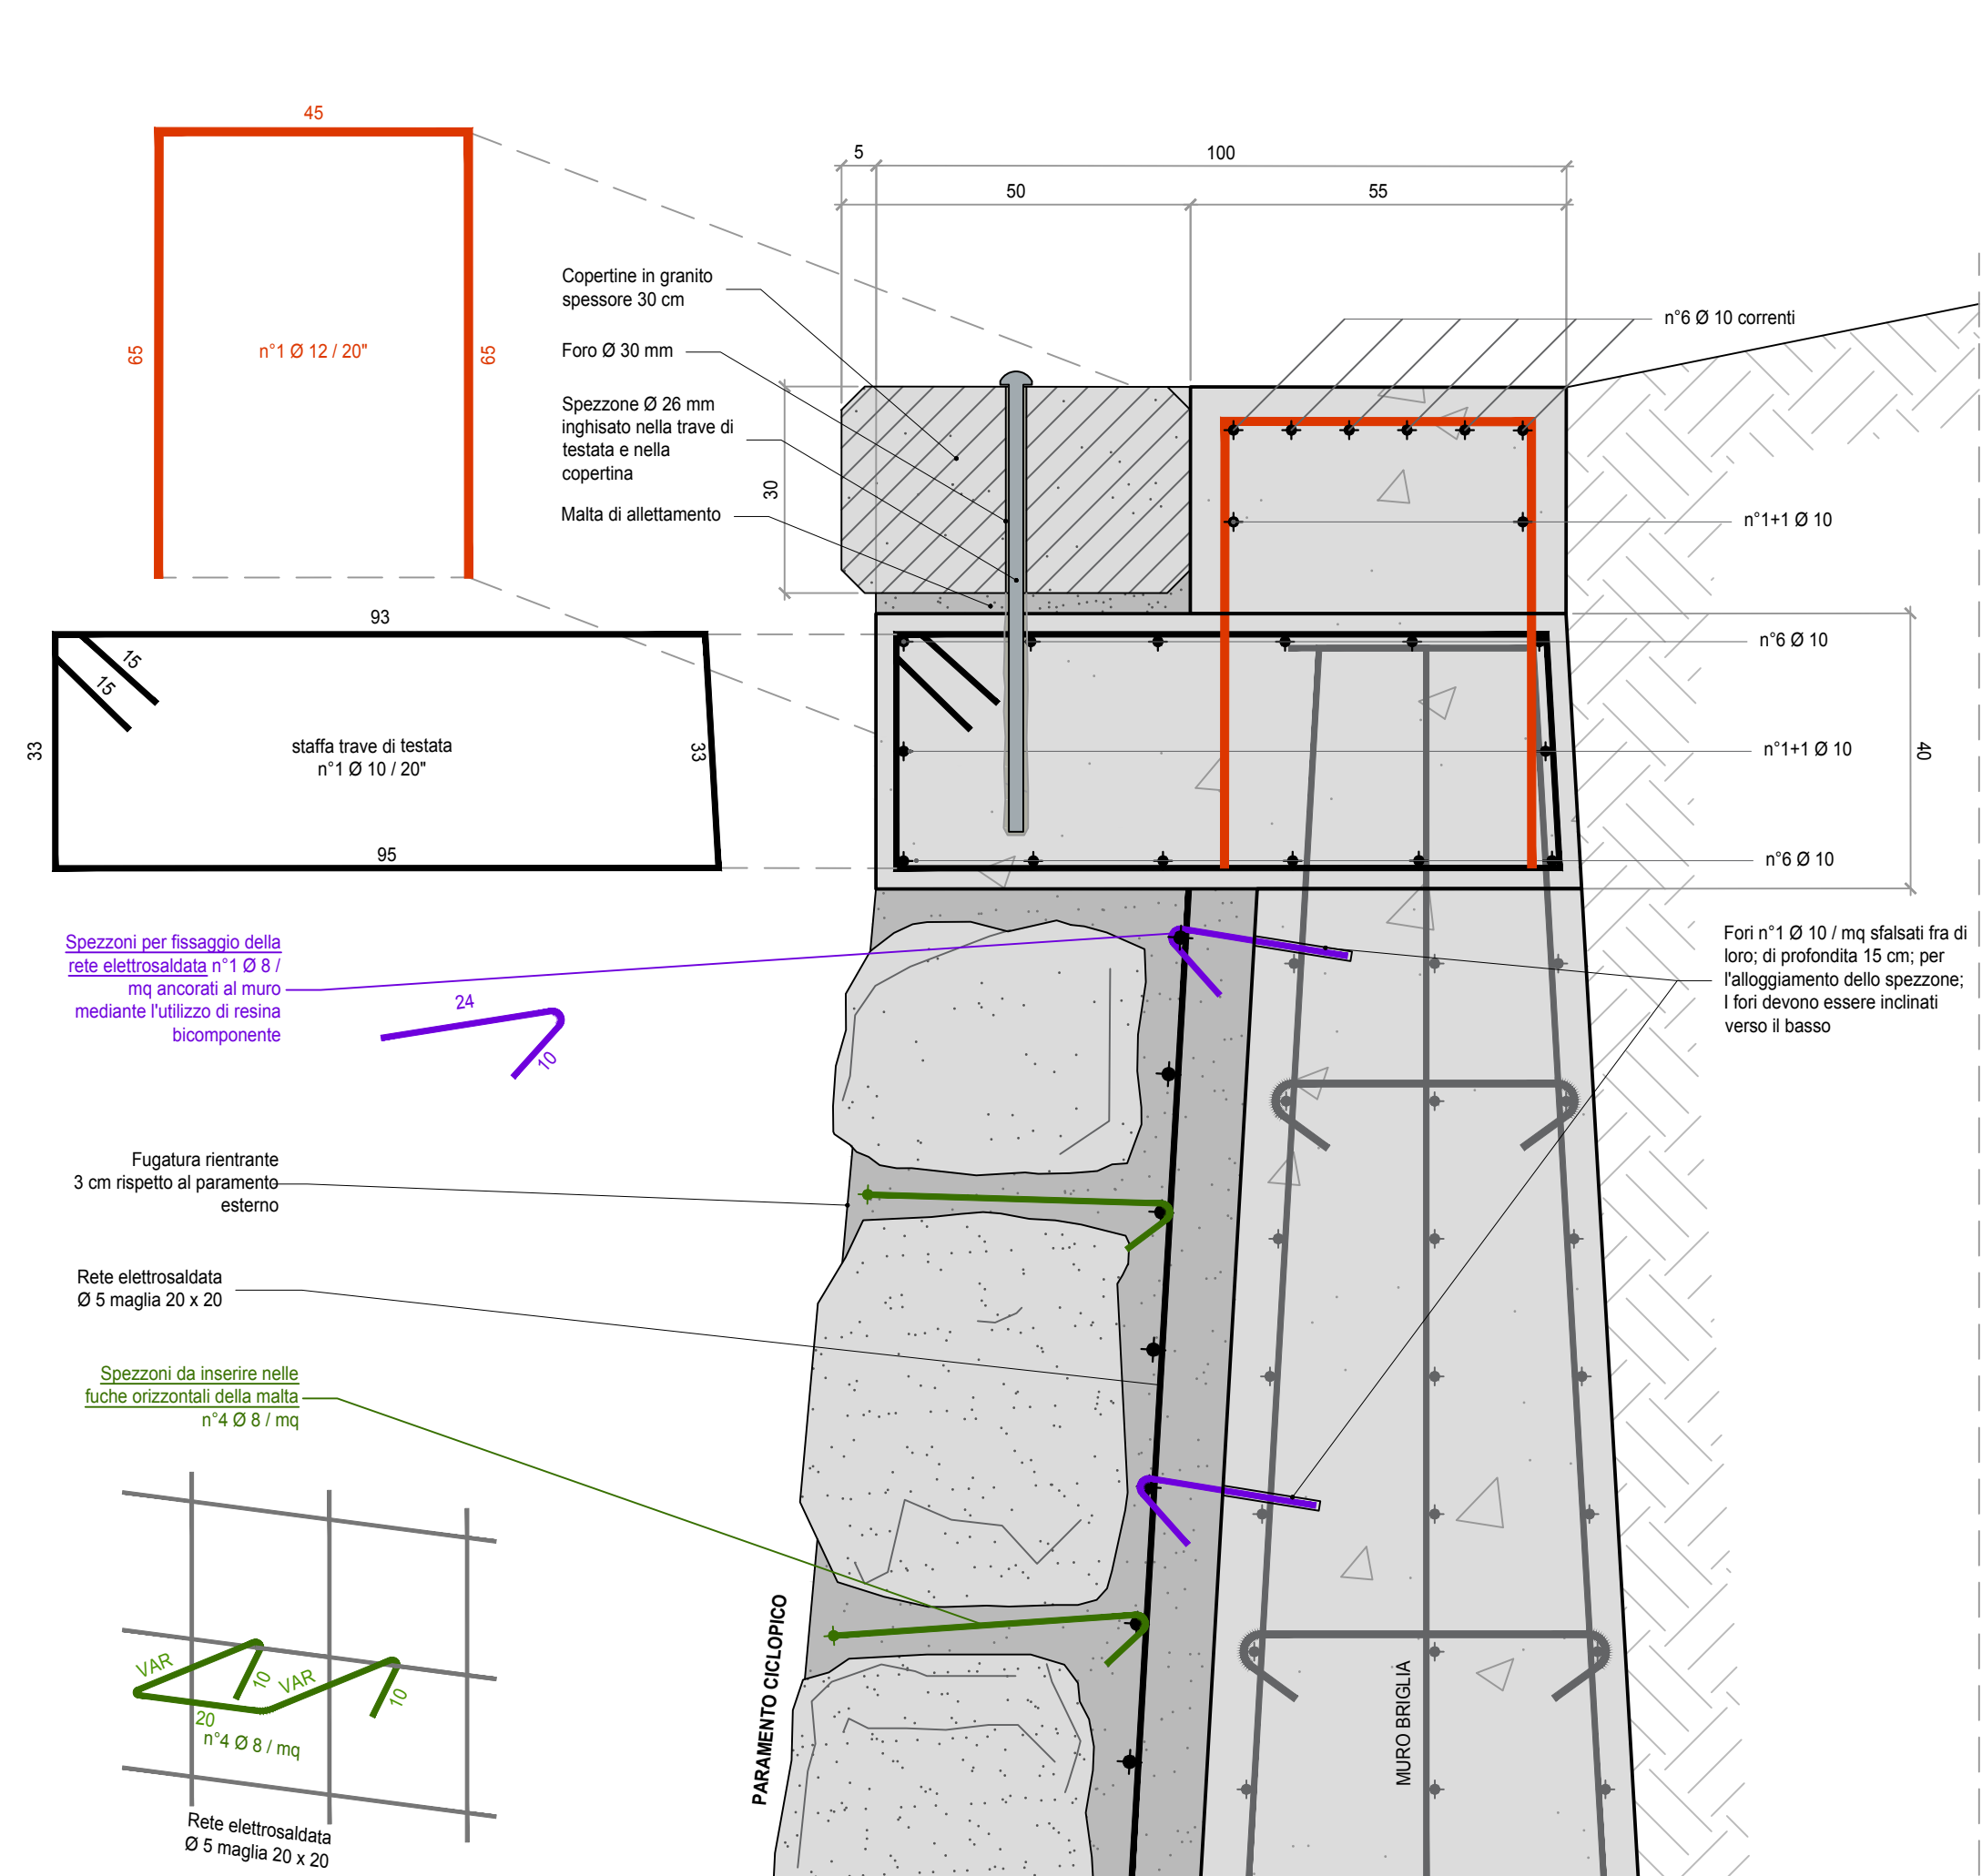 45
65
65
n°1 Ø 12 / 20"
5
100
50
55
Copertine in granito
spessore 30 cm
Foro Ø 30 mm
Spezzone Ø 26 mm
inghisato nella trave di
testata e nella
copertina
Malta di allettamento
30
n°6 Ø 10 correnti
n°1+1 Ø 10
n°6 Ø 10
n°1+1 Ø 10
n°6 Ø 10
40
93
15
15
33
33
staffa trave di testata
n°1 Ø 10 / 20"
95
Spezzoni per fissaggio della
rete elettrosaldata n°1 Ø 8 /
mq ancorati al muro
mediante l'utilizzo di resina
bicomponente
24
10
Fori n°1 Ø 10 / mq sfalsati fra di
loro; di profondita 15 cm; per
l'alloggiamento dello spezzone;
I fori devono essere inclinati
verso il basso
Fugatura rientrante
3 cm rispetto al paramento
esterno
Rete elettrosaldata
Ø 5 maglia 20 x 20
Spezzoni da inserire nelle
fuche orizzontali della malta
n°4 Ø 8 / mq
VAR
10
VAR
10
20
n°4 Ø 8 / mq
Rete elettrosaldata
Ø 5 maglia 20 x 20
PARAMENTO CICLOPICO
MURO BRIGLIA